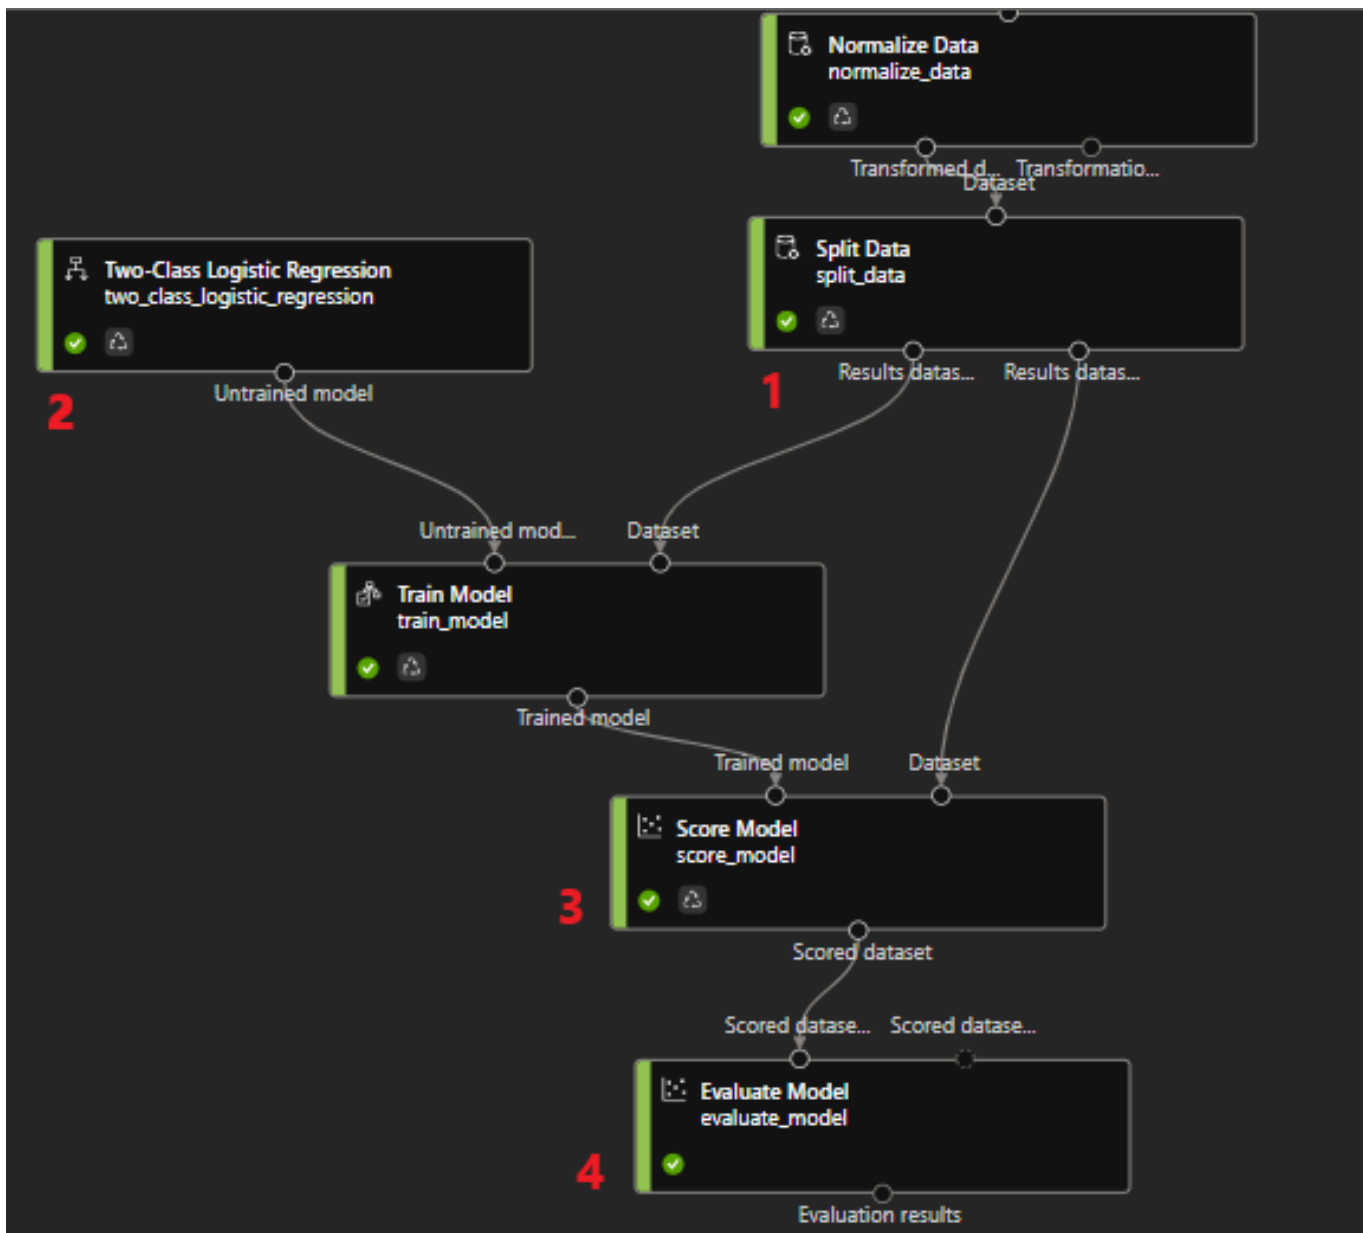 Normalize Data
normalize_data
Transformed d...
Transformatio...
Dataset
Split Data
split_data
Two-Class Logistic Regression
two_class_logistic_regression
1
Results datas...
Results datas...
2
Untrained model
Untrained mod...
Dataset
Train Model
train_model
Trained model
Trained model
Dataset
Score Model
score_model
3
Scored dataset
Scored datase...
Scored datase...
Evaluate Model
evaluate_model
4
Evaluation results